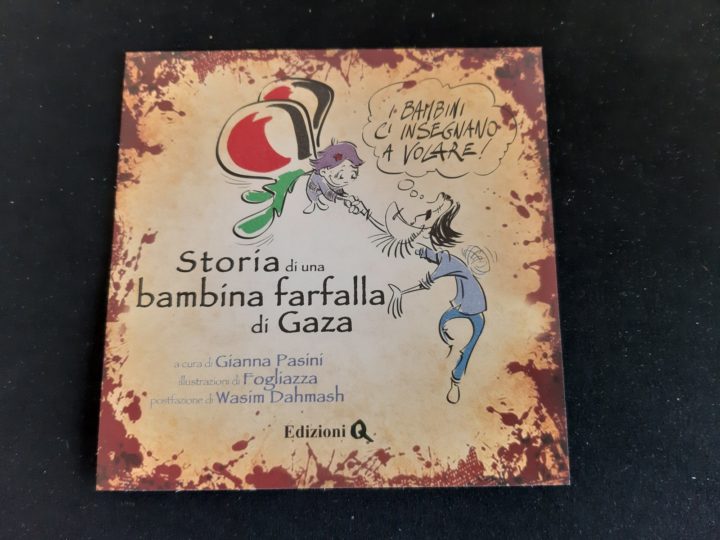 I BAMBINI
CI INSEGNANO
A VOLARE!
Storia di una
bambina farfalla
di Gaza
a cura di Gianna Pasini
illustrazioni di Fogliazza
postfazione di Wasim Dahmash
Edizioni Q